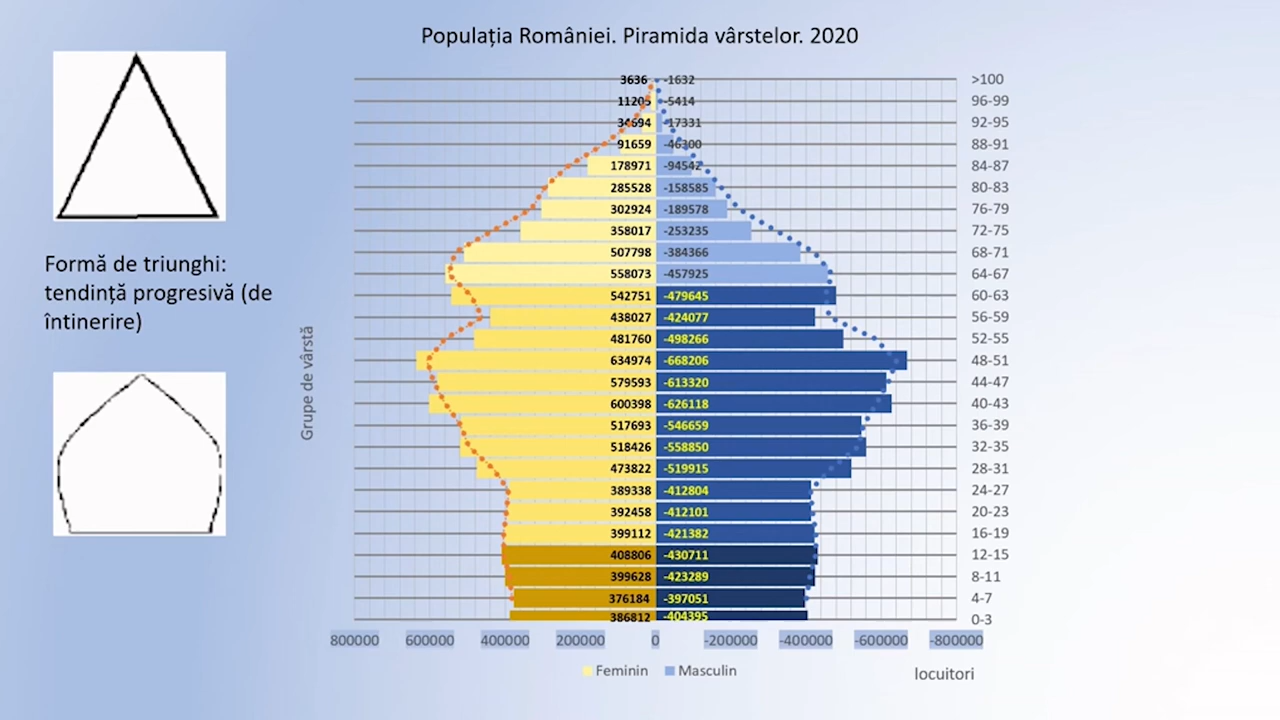 Populația României. Piramida vârstelor. 2020
Formă de triunghi:
tendință progresivă (de
întinerire)
Grupe de vârstă
3636 -1632 >100
11205 -5414 96-99
34694 -17331 92-95
91659 -46300 88-91
178971 -94542 84-87
285528 -158585 80-83
302924 -189578 76-79
358017 -253235 72-75
507798 -384366 68-71
558073 -457925 64-67
542751 -479645 60-63
438027 -424077 56-59
481760 -498266 52-55
634974 -668206 48-51
579593 -613320 44-47
600398 -626118 40-43
517693 -546659 36-39
518426 -558850 32-35
473822 -519915 28-31
389338 -412804 24-27
392458 -412101 20-23
399112 -421382 16-19
408806 -430711 12-15
399628 -423289 8-11
376184 -397051 4-7
386812 -404395 0-3
800000 600000 400000 200000 0 -200000 -400000 -600000 -800000
Feminin Masculin
locuitori